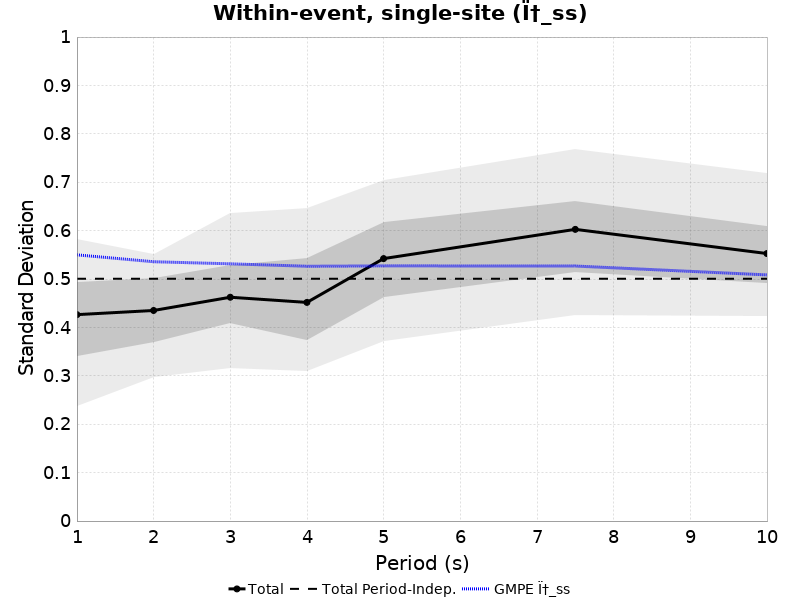 Within-event, single-site (Ï†_ss)
1
0.9
0.8
0.7
0.6
0.5
0.4
0.3
0.2
0.1
0
Standard Deviation
1 2 3 4 5 6 7 8 9 10
Period (s)
Total Total Period-Indep. GMPE Ï†_ss